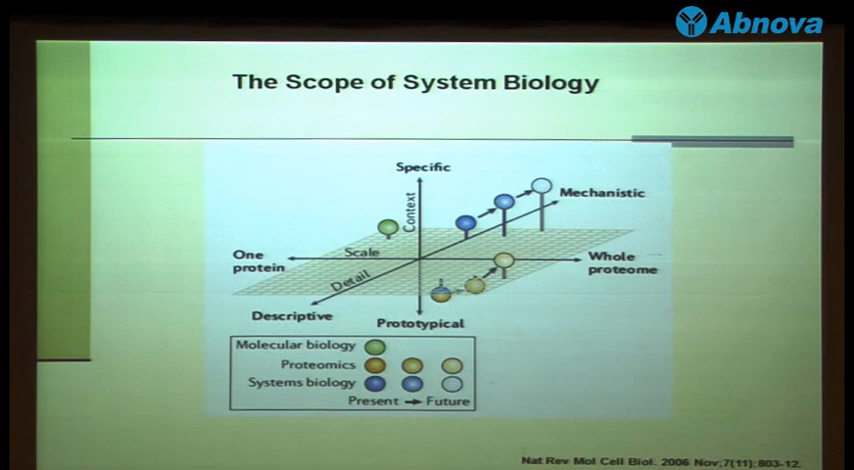 Abnova
The Scope of System Biology
Specific
Context
Mechanistic
One
protein
Scale
Whole
proteome
Detail
Descriptive
Prototypical
Molecular biology
Proteomics
Systems biology
Present
Future
Nat Rev Mol Cell Biol. 2006 Nov;7(11):803-12.